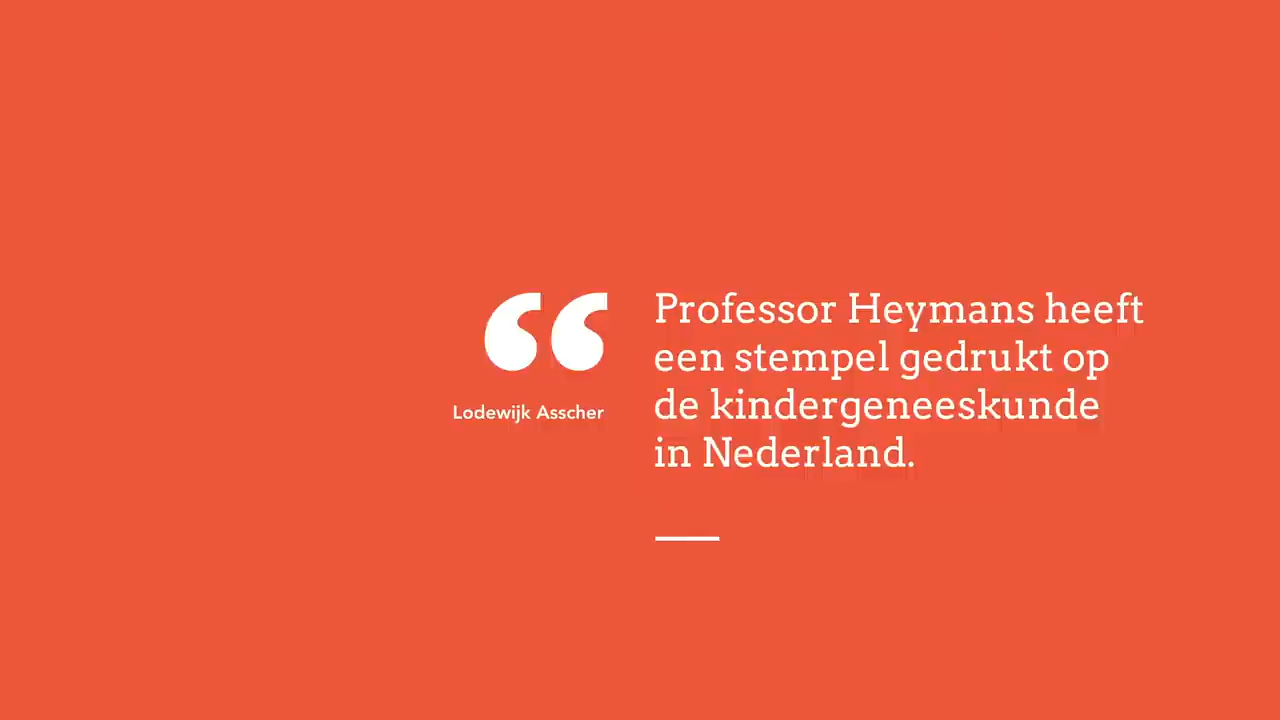 “
Lodewijk Asscher
Professor Heymans heeft
een stempel gedrukt op
de kindergeneeskunde
in Nederland.